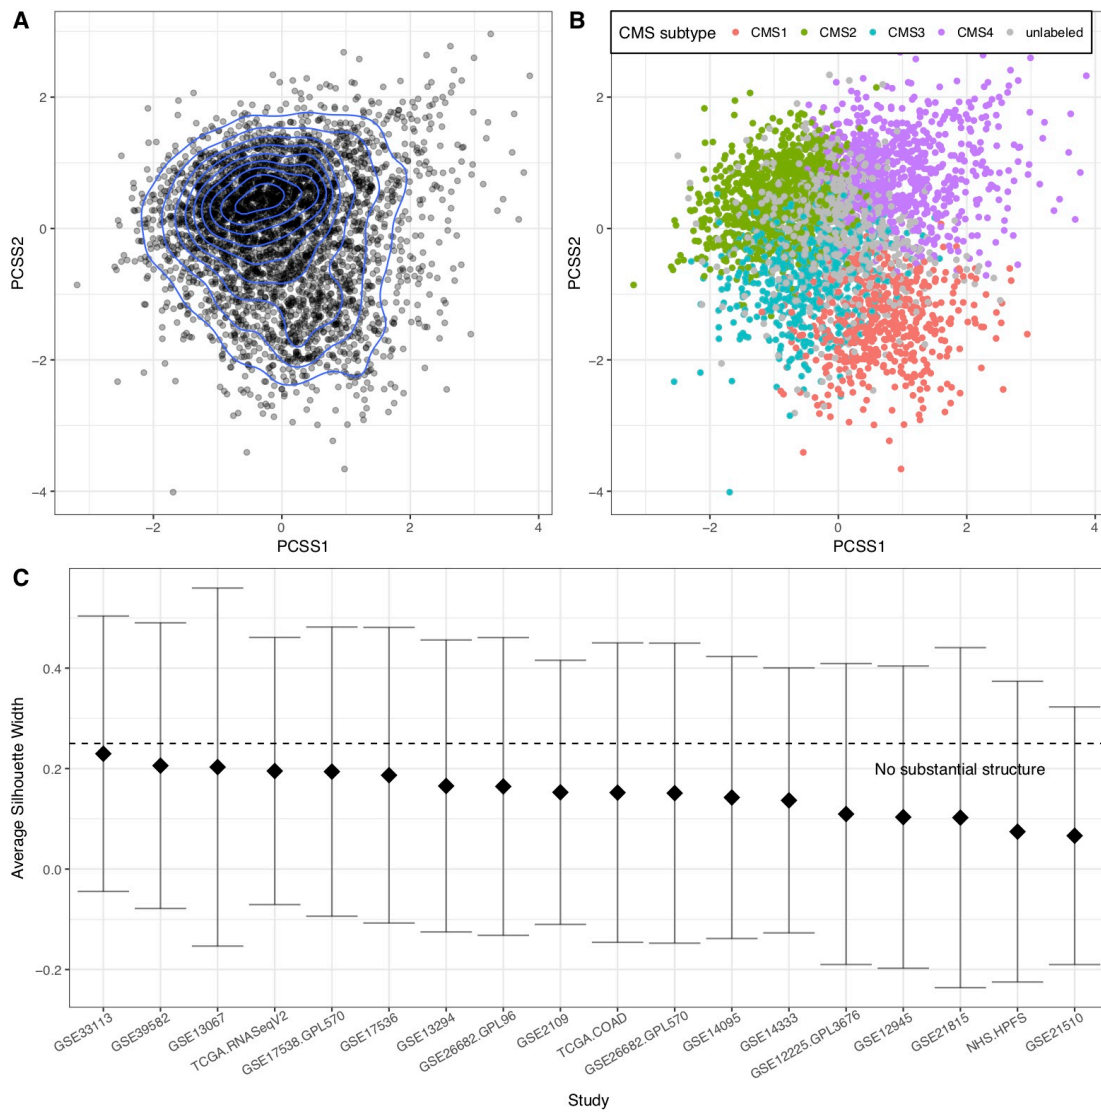 A
PCSS2
2
0
−2
−4
−2
0
2
4
PCSS1
B
CMS subtype CMS1 CMS2 CMS3 CMS4 unlabeled
PCSS2
2
0
−2
−4
−2
0
2
4
PCSS1
C
Average Silhouette Width
0.4
0.2
0.0
−0.2
No substantial structure
GSE33113
GSE39582
GSE13067
TCGA.RNASeqV2
GSE17538.GPL570
GSE17536
GSE13294
GSE26682.GPL96
GSE2109
TCGA.COAD
GSE26682.GPL570
GSE14095
GSE14333
GSE12225.GPL3676
GSE12945
GSE21815
NHS.HPFS
GSE21510
Study